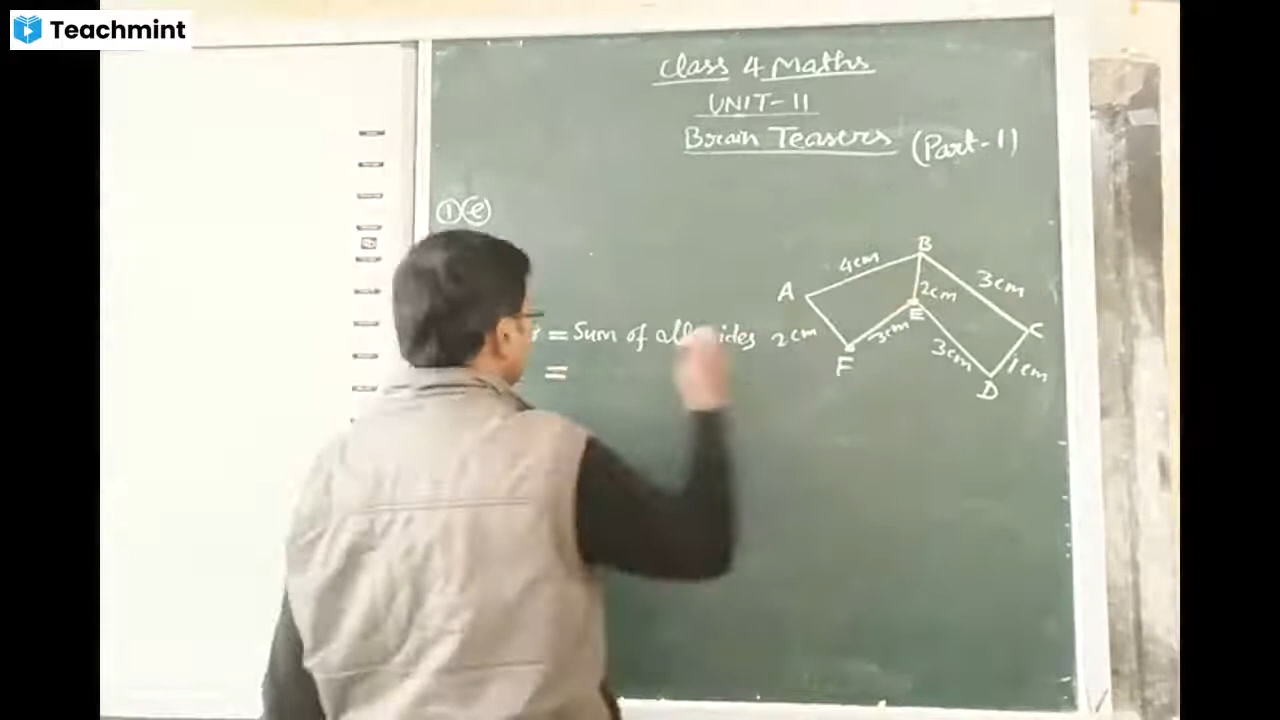 Teachmint
Class 4 Maths
UNIT-11
Brain Teasers (Part-1)
① ⓔ
B
4cm
3cm
A
2cm
E
= Sum of all sides
2cm
3cm
C
3cm
1cm
F
D
=